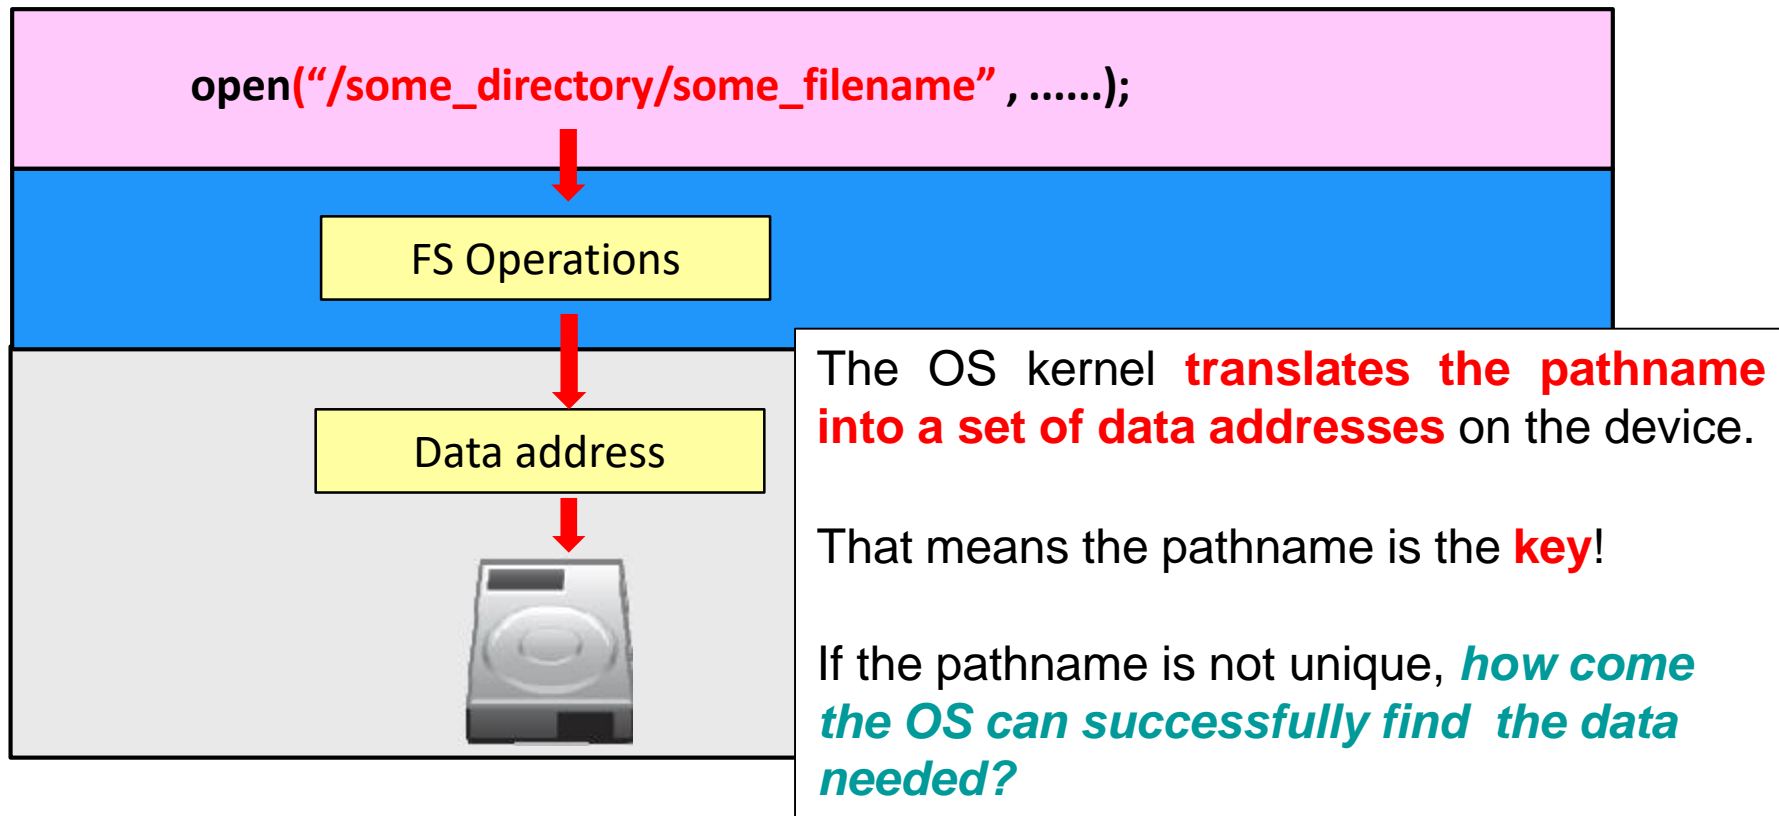 open(“/some_directory/some_filename” , ......);
FS Operations
Data address
The OS kernel translates the pathname
into a set of data addresses on the device.
That means the pathname is the key!
If the pathname is not unique, how come
the OS can successfully find the data
needed?